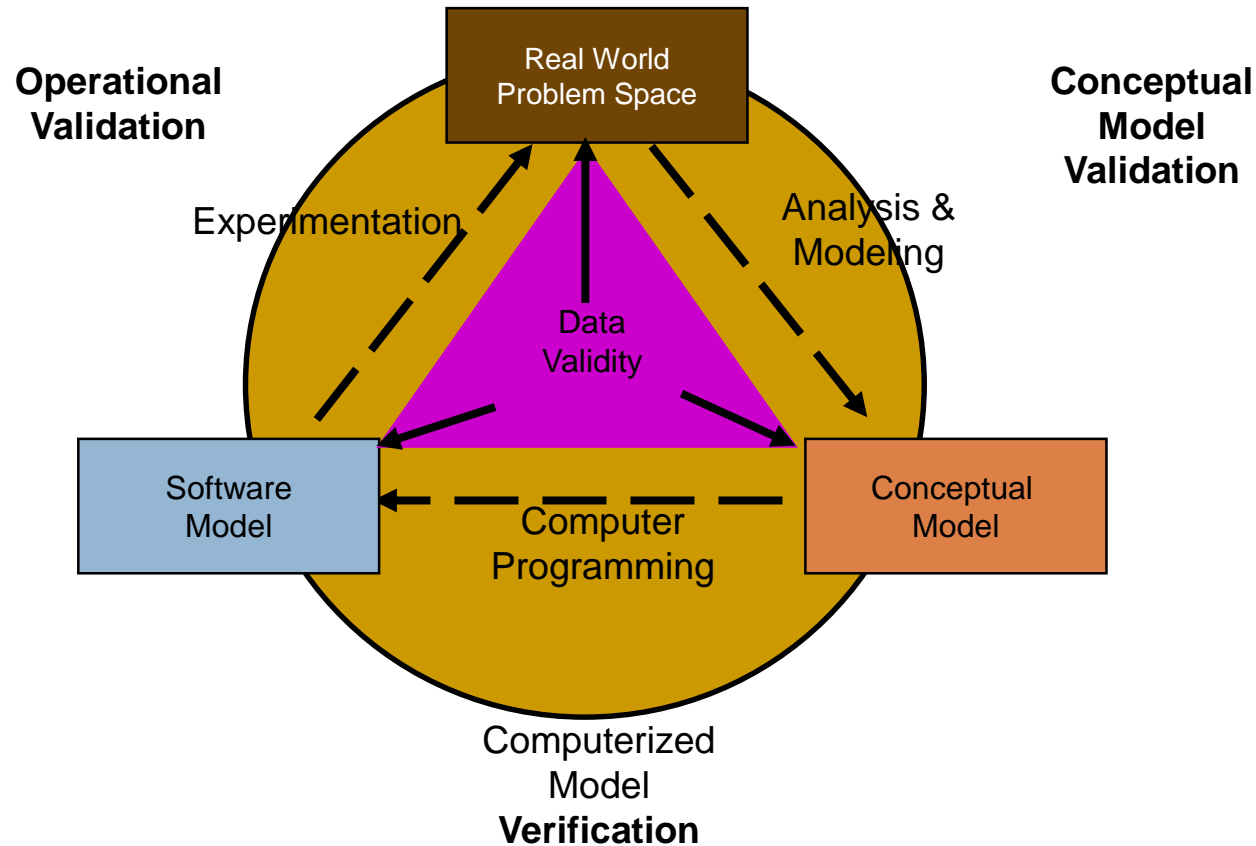 Real World
Problem Space
Operational
Validation
Conceptual
Model
Validation
Experimentation
Analysis &
Modeling
Data
Validity
Software
Model
Conceptual
Model
Computer
Programming
Computerized
Model
Verification